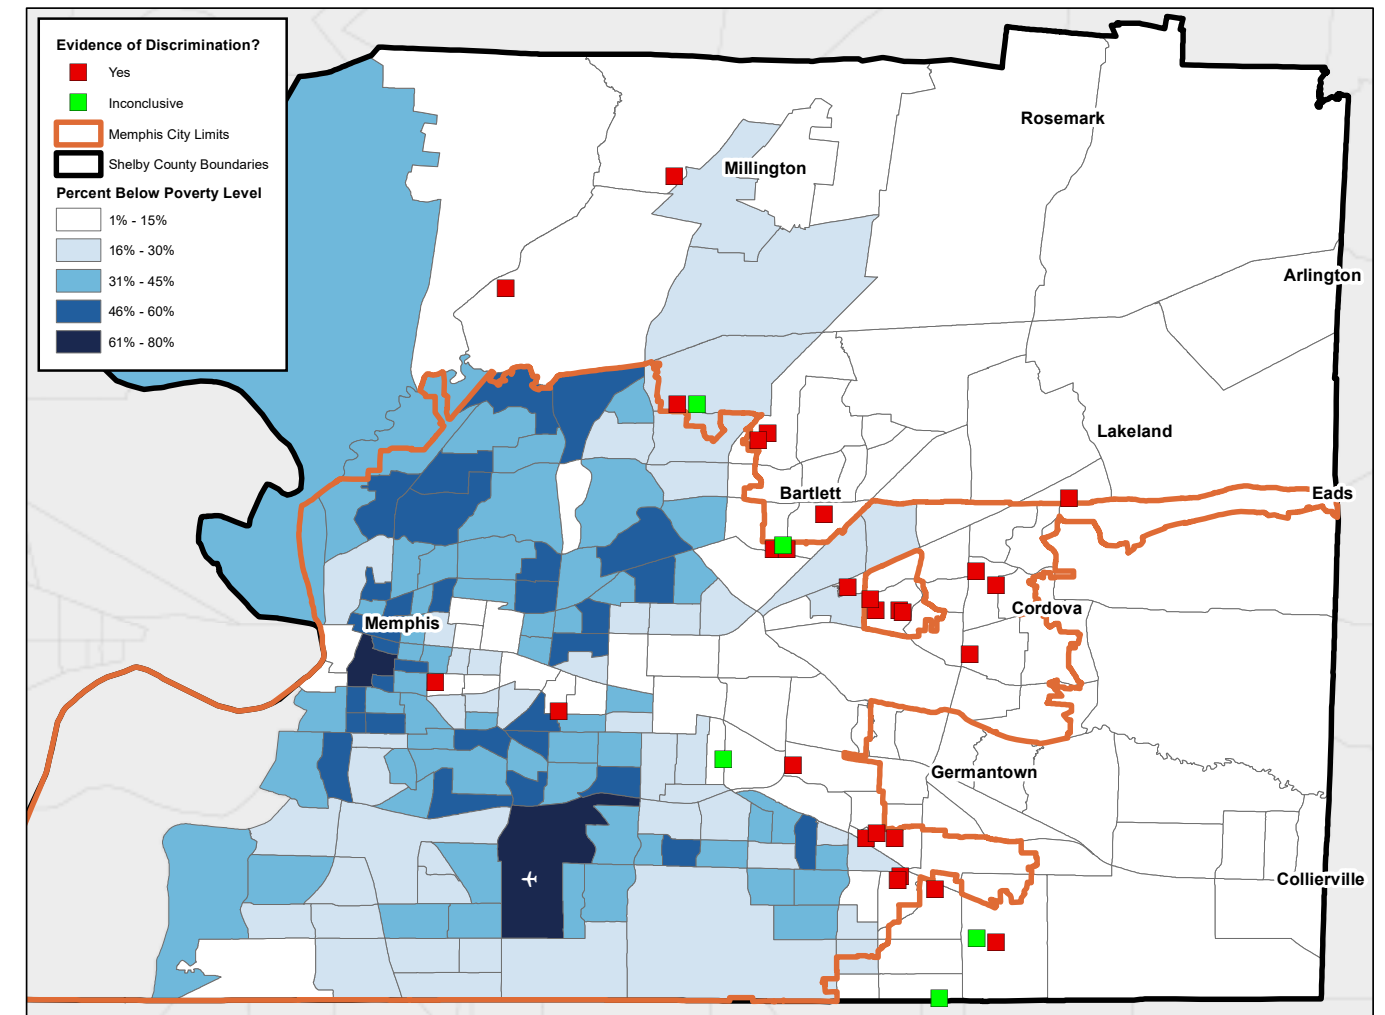 Evidence of Discrimination?
Yes
Inconclusive
Memphis City Limits
Shelby County Boundaries
Percent Below Poverty Level
1% - 15%
16% - 30%
31% - 45%
46% - 60%
61% - 80%
Rosemark
Millington
Arlington
Lakeland
Bartlett
Eads
Cordova
Memphis
Germantown
Collierville